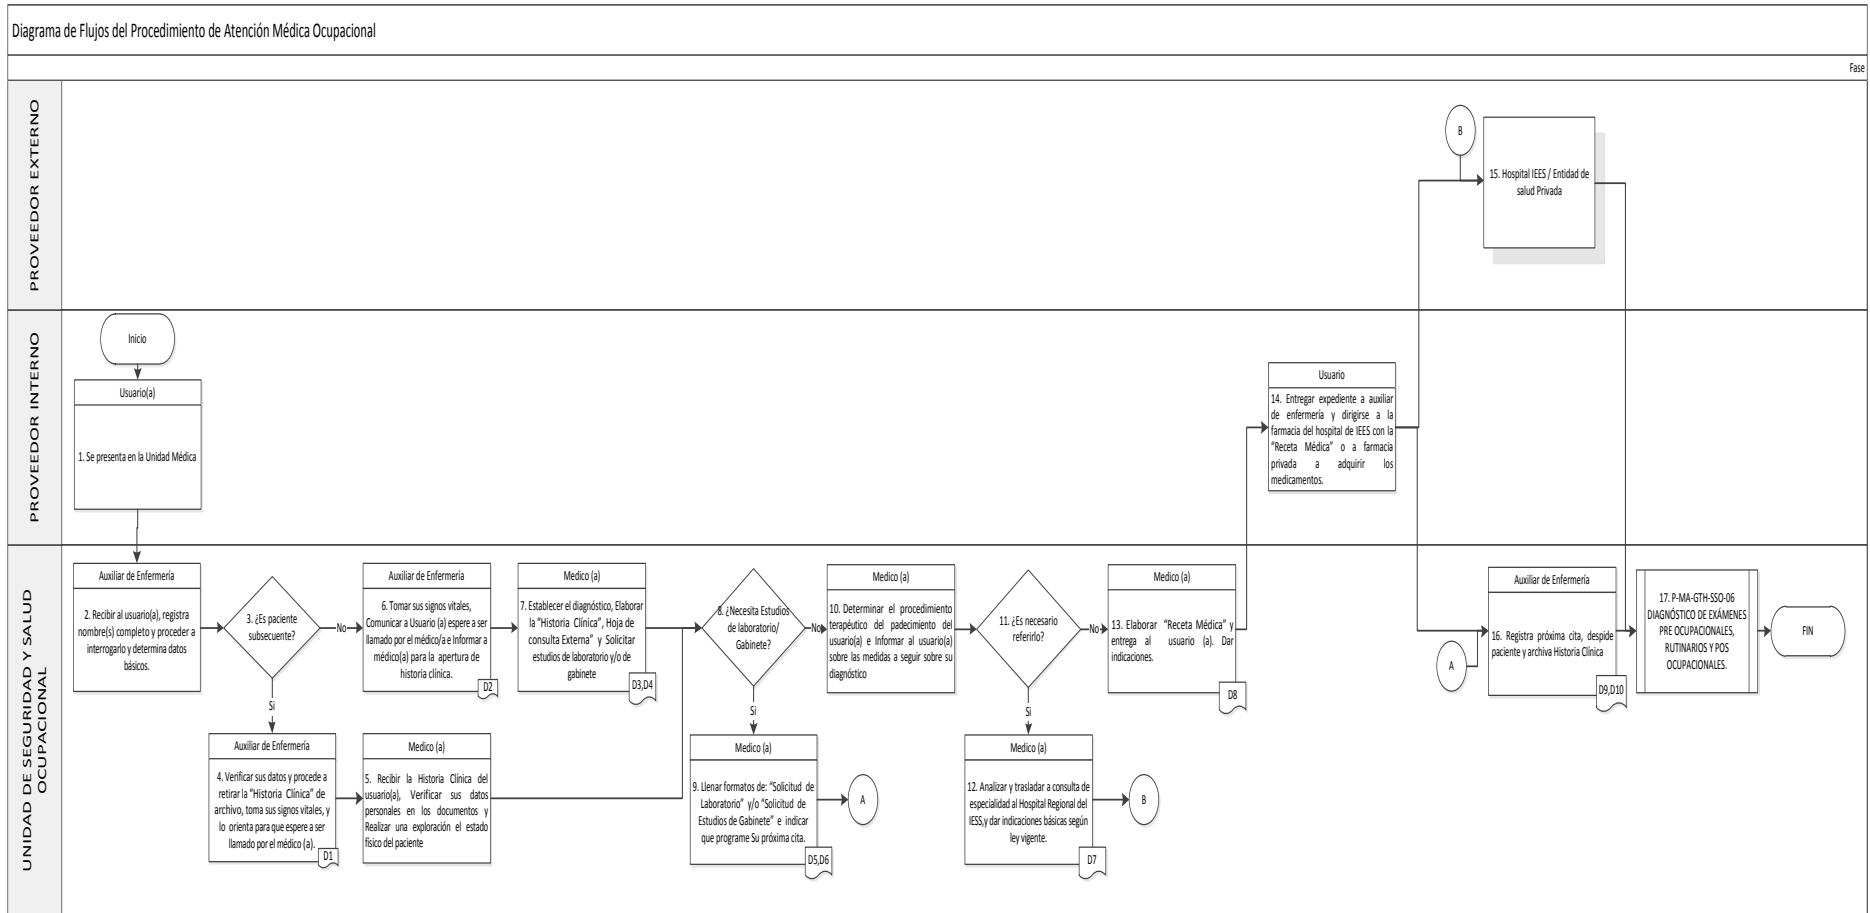 Diagrama de Flujos del Procedimiento de Atención Médica Ocupacional
Fase
PROVEEDOR EXTERNO
B
15. Hospital IEES / Entidad de
salud Privada
PROVEEDOR INTERNO
Inicio
Usuario(a)
1. Se presenta en la Unidad Médica
Usuario
14. Entregar expediente a auxiliar
de enfermería y dirigirse a la
farmacia del hospital de IEES con la
“Receta Médica” o a farmacia
privada a adquirir los
medicamentos.
UNIDAD DE SEGURIDAD Y SALUD
OCUPACIONAL
Auxiliar de Enfermería
2. Recibir al usuario(a), registra
nombre(s) completo y proceder a
interrogarlo y determina datos
básicos.
3. ¿Es paciente
subsecuente?
No
Si
Auxiliar de Enfermería
4. Verificar sus datos y procede a
retirar la “Historia Clínica” de
archivo, toma sus signos vitales, y
lo orienta para que espere a ser
llamado por el médico (a).
D1
Medico (a)
5. Recibir la Historia Clínica del
usuario(a), Verificar sus datos
personales en los documentos y
Realizar una exploración el estado
físico del paciente
Auxiliar de Enfermería
6. Tomar sus signos vitales,
Comunicar a Usuario (a) espere a ser
llamado por el médico/a e Informar a
médico(a) para la apertura de
historia clínica.
D2
Medico (a)
7. Establecer el diagnóstico, Elaborar
la “Historia Clínica”, Hoja de
consulta Externa” y Solicitar
estudios de laboratorio y/o de
gabinete
D3,D4
8. ¿Necesita Estudios
de laboratorio/
Gabinete?
No
Si
Medico (a)
9. Llenar formatos de: “Solicitud de
Laboratorio” y/o “Solicitud de
Estudios de Gabinete” e indicar
que programe Su próxima cita.
D5,D6
A
Medico (a)
10. Determinar el procedimiento
terapéutico del padecimiento del
usuario(a) e Informar al usuario(a)
sobre las medidas a seguir sobre su
diagnóstico
11. ¿Es necesario
referirlo?
No
Si
Medico (a)
12. Analizar y trasladar a consulta de
especialidad al Hospital Regional del
IESS,y dar indicaciones básicas según
ley vigente.
D7
B
Medico (a)
13. Elaborar “Receta Médica” y
entrega al usuario (a). Dar
indicaciones.
D8
A
Auxiliar de Enfermería
16. Registra próxima cita, despide
paciente y archiva Historia Clínica
D9,D10
17. P-MA-GTH-SSO-06
DIAGNÓSTICO DE EXÁMENES
PRE OCUPACIONALES,
RUTINARIOS Y POS
OCUPACIONALES.
FIN